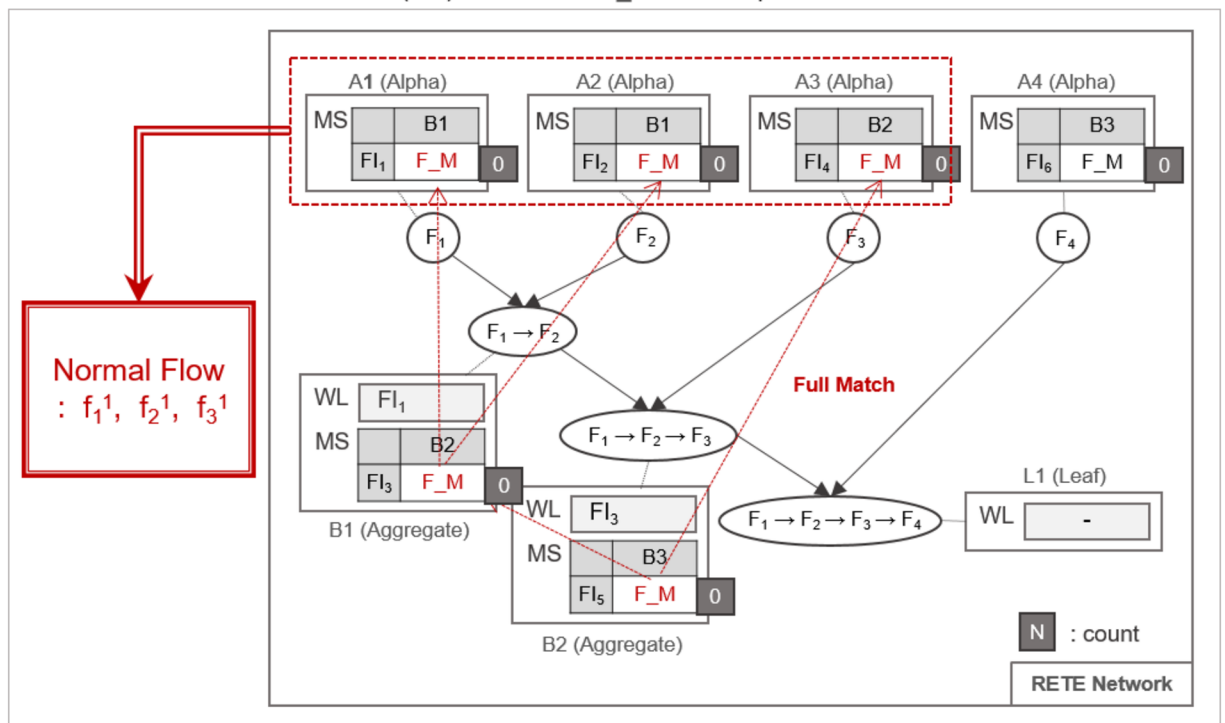 A1 (Alpha)
MS
B1
FI₁ F_M 0
A2 (Alpha)
MS
B1
FI₂ F_M 0
A3 (Alpha)
MS
B2
FI₄ F_M 0
A4 (Alpha)
MS
B3
FI₆ F_M 0
F₁
F₂
F₃
F₄
F₁ → F₂
Normal Flow
: f₁¹, f₂¹, f₃¹
WL FI₁
MS
B2
FI₃ F_M 0
B1 (Aggregate)
Full Match
F₁ → F₂ → F₃
WL FI₃
MS
B3
FI₅ F_M 0
B2 (Aggregate)
F₁ → F₂ → F₃ → F₄
L1 (Leaf)
WL -
N : count
RETE Network